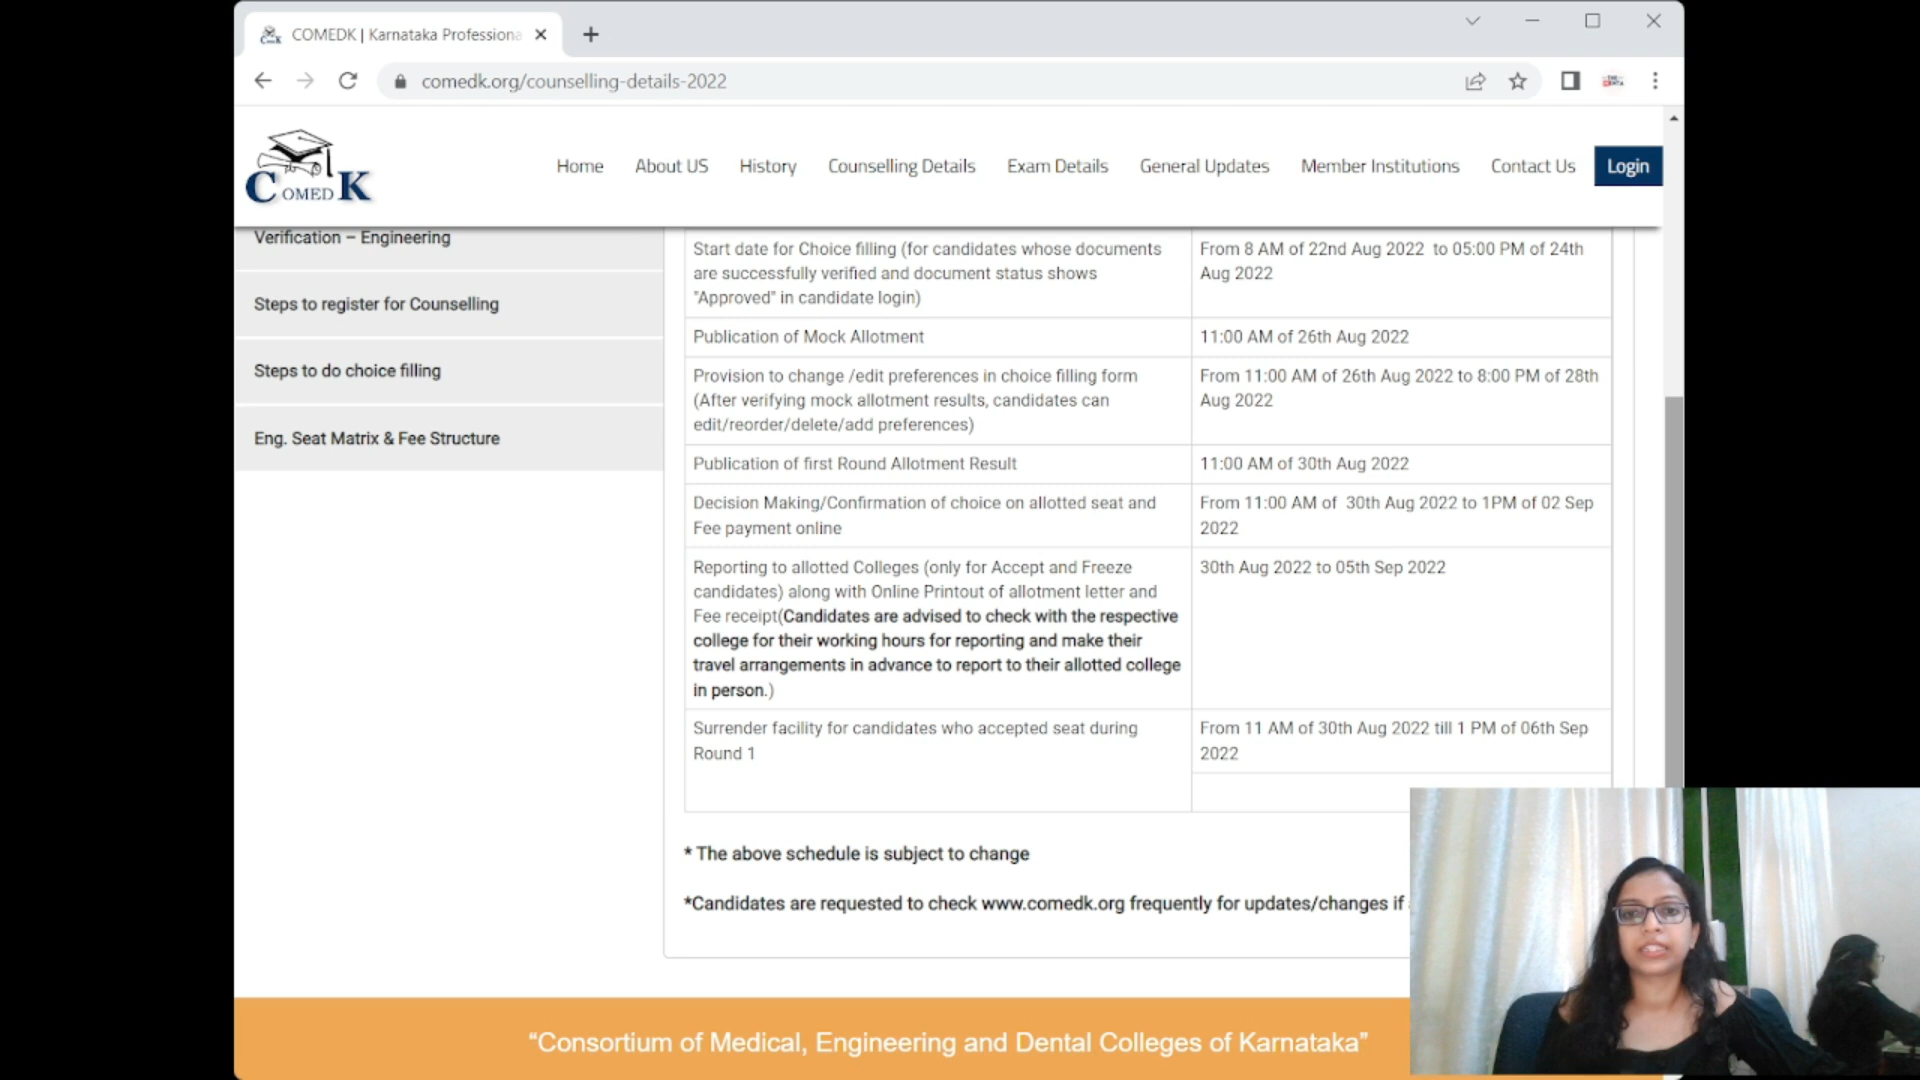 COMEDK | Karnataka Professiona
comedk.org/counselling-details-2022
COMEDK
Home
About US
History
Counselling Details
Exam Details
General Updates
Member Institutions
Contact Us
Login
Verification – Engineering
Steps to register for Counselling
Steps to do choice filling
Eng. Seat Matrix & Fee Structure
Start date for Choice filling (for candidates whose documents
are successfully verified and document status shows
"Approved" in candidate login)
From 8 AM of 22nd Aug 2022 to 05:00 PM of 24th
Aug 2022
Publication of Mock Allotment
11:00 AM of 26th Aug 2022
Provision to change /edit preferences in choice filling form
(After verifying mock allotment results, candidates can
edit/reorder/delete/add preferences)
From 11:00 AM of 26th Aug 2022 to 8:00 PM of 28th
Aug 2022
Publication of first Round Allotment Result
11:00 AM of 30th Aug 2022
Decision Making/Confirmation of choice on allotted seat and
Fee payment online
From 11:00 AM of 30th Aug 2022 to 1PM of 02 Sep
2022
Reporting to allotted Colleges (only for Accept and Freeze
candidates) along with Online Printout of allotment letter and
Fee receipt(Candidates are advised to check with the respective
college for their working hours for reporting and make their
travel arrangements in advance to report to their allotted college
in person.)
30th Aug 2022 to 05th Sep 2022
Surrender facility for candidates who accepted seat during
Round 1
From 11 AM of 30th Aug 2022 till 1 PM of 06th Sep
2022
* The above schedule is subject to change
*Candidates are requested to check www.comedk.org frequently for updates/changes if
“Consortium of Medical, Engineering and Dental Colleges of Karnataka”